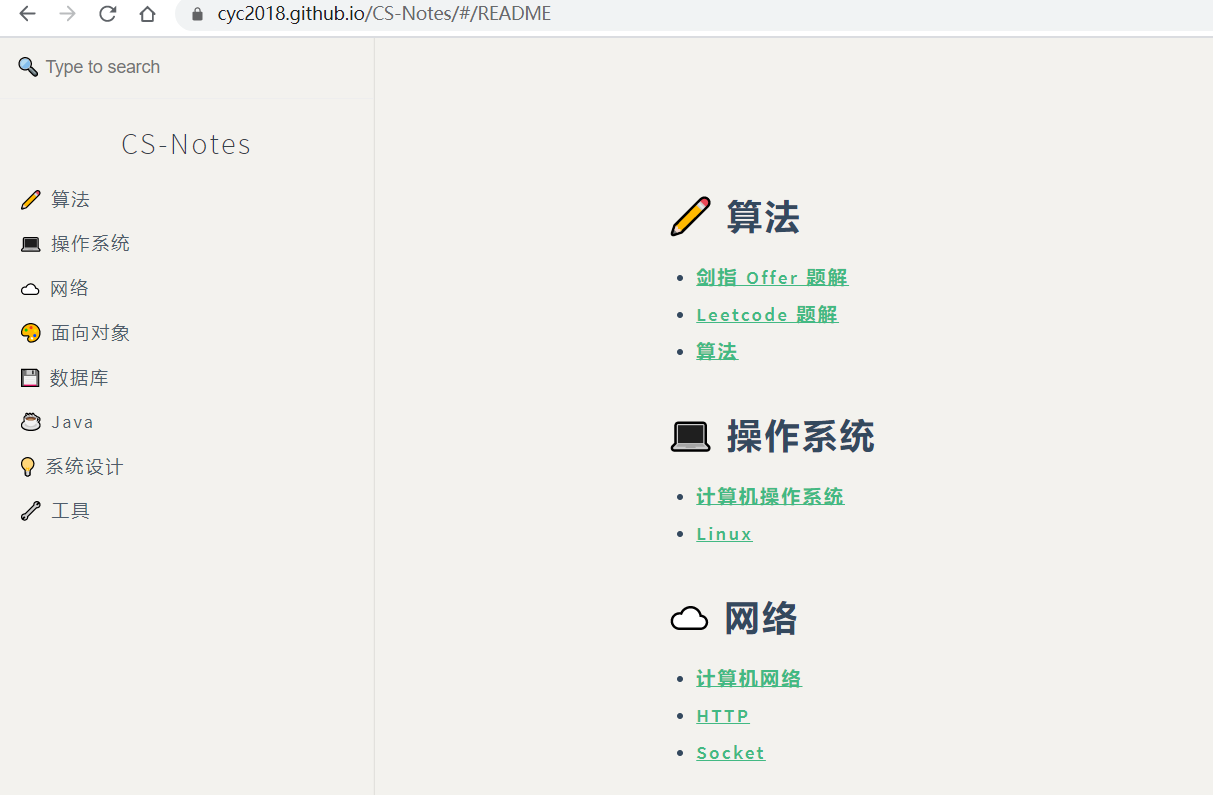 cyc2018.github.io/CS-Notes/#/README
Type to search
CS-Notes
算法
操作系统
网络
面向对象
数据库
Java
系统设计
工具
算法
剑指 Offer 题解
Leetcode 题解
算法
操作系统
计算机操作系统
Linux
网络
计算机网络
HTTP
Socket